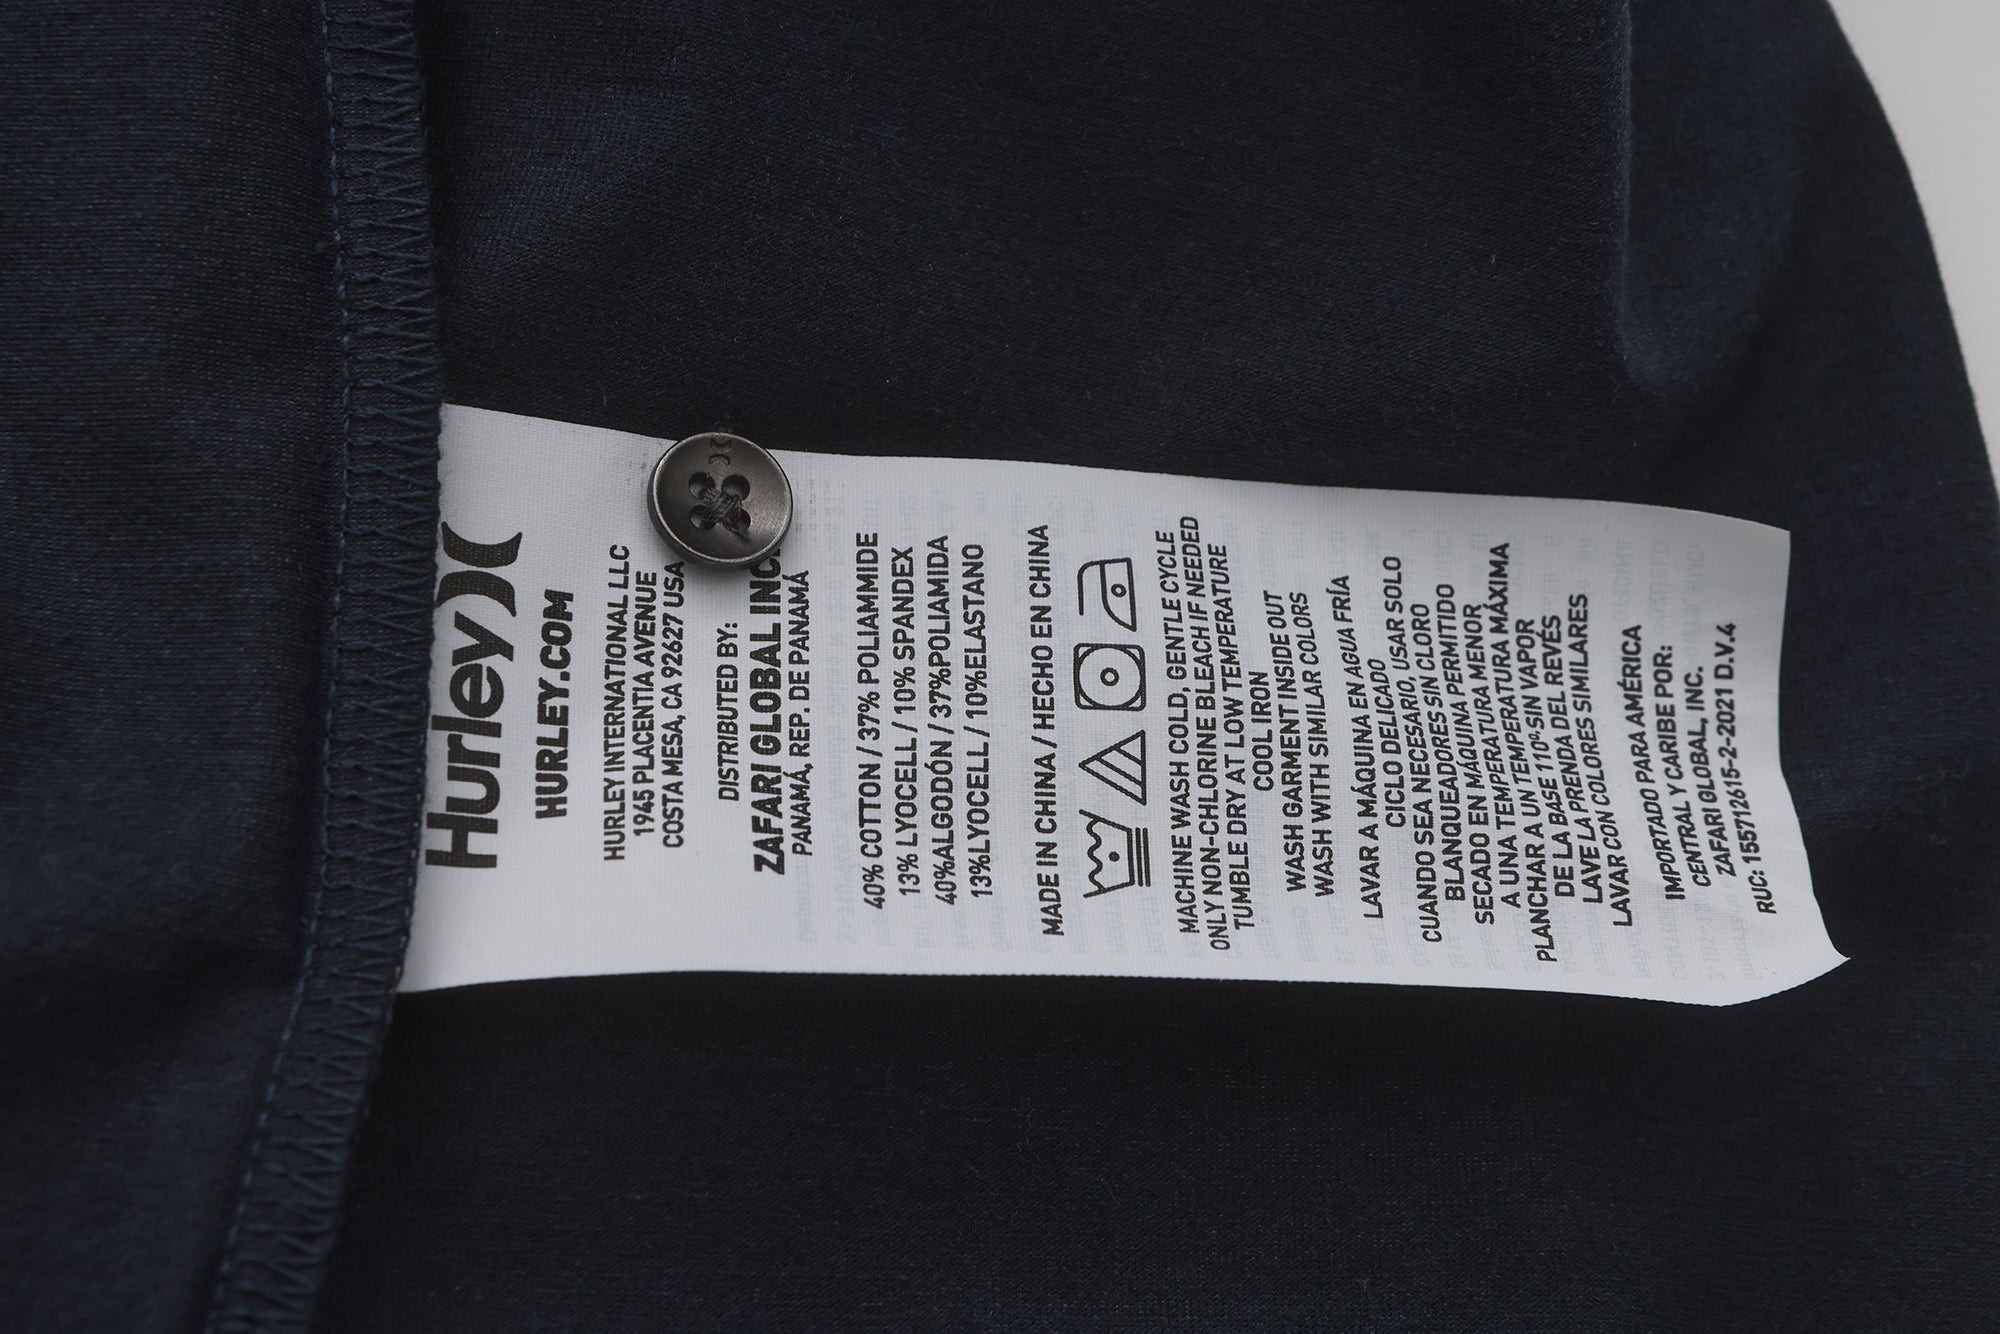 Hurley
HURLEY.COM
HURLEY INTERNATIONAL LLC
1945 PLACENTIA AVENUE
COSTA MESA, CA 92627 USA
DISTRIBUTED BY:
ZAFARI GLOBAL INC
PANAMÁ, REP. DE PANAMÁ
40% COTTON / 37% POLIAMMIDE
13% LYOCELL / 10% SPANDEX
40%ALGODÓN / 37%POLIAMIDA
13%LYOCELL / 10%ELASTANO
MADE IN CHINA / HECHO EN CHINA
MACHINE WASH COLD, GENTLE CYCLE
ONLY NON-CHLORINE BLEACH IF NEEDED
TUMBLE DRY AT LOW TEMPERATURE
COOL IRON
WASH GARMENT INSIDE OUT
WASH WITH SIMILAR COLORS
LAVAR A MÁQUINA EN AGUA FRÍA
CICLO DELICADO
CUANDO SEA NECESARIO, USAR SOLO
BLANQUEADORES SIN CLORO
SECADO EN MÁQUINA PERMITIDO
A UNA TEMPERATURA MENOR
PLANCHAR A UN TEMPERATURA MÁXIMA
DE LA BASE 110º.SIN VAPOR
LAVE LA PRENDA DEL REVÉS
LAVAR CON COLORES SIMILARES
IMPORTADO PARA AMÉRICA
CENTRAL Y CARIBE POR:
ZAFARI GLOBAL, INC.
RUC: 155712615-2-2021 D.V.4